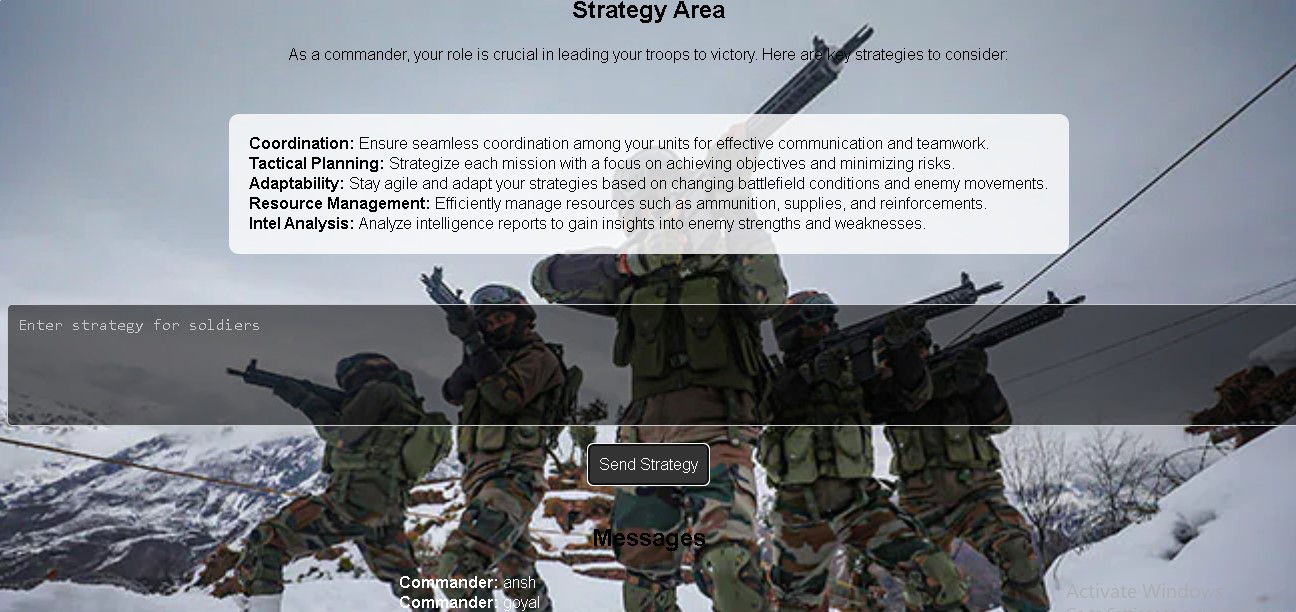 Strategy Area
As a commander, your role is crucial in leading your troops to victory. Here are key strategies to consider:
Coordination: Ensure seamless coordination among your units for effective communication and teamwork.
Tactical Planning: Strategize each mission with a focus on achieving objectives and minimizing risks.
Adaptability: Stay agile and adapt your strategies based on changing battlefield conditions and enemy movements.
Resource Management: Efficiently manage resources such as ammunition, supplies, and reinforcements.
Intel Analysis: Analyze intelligence reports to gain insights into enemy strengths and weaknesses.
Enter strategy for soldiers
Send Strategy
Messages
Commander: ansh
Activate Windo
Commander: goyal